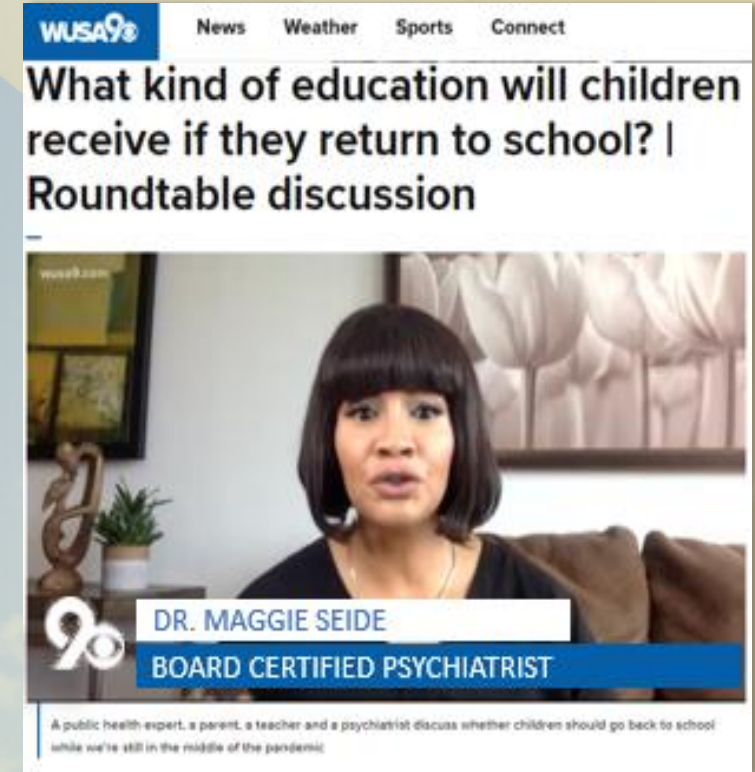 WUSA9
News Weather Sports Connect
What kind of education will children
receive if they return to school? |
Roundtable discussion
wusa9.com
9
DR. MAGGIE SEIDE
BOARD CERTIFIED PSYCHIATRIST
A public health expert, a parent, a teacher and a psychiatrist discuss whether children should go back to school
while we're still in the middle of the pandemic